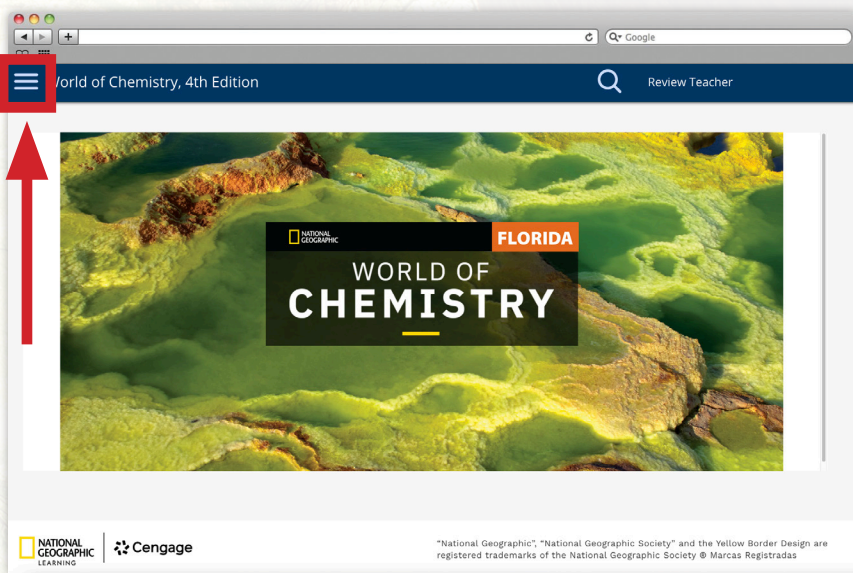 Google
orld of Chemistry, 4th Edition
Review Teacher
NATIONAL
GEOGRAPHIC
FLORIDA
WORLD OF
CHEMISTRY
NATIONAL
GEOGRAPHIC
LEARNING
Cengage
"National Geographic", "National Geographic Society" and the Yellow Border Design are
registered trademarks of the National Geographic Society ® Marcas Registradas